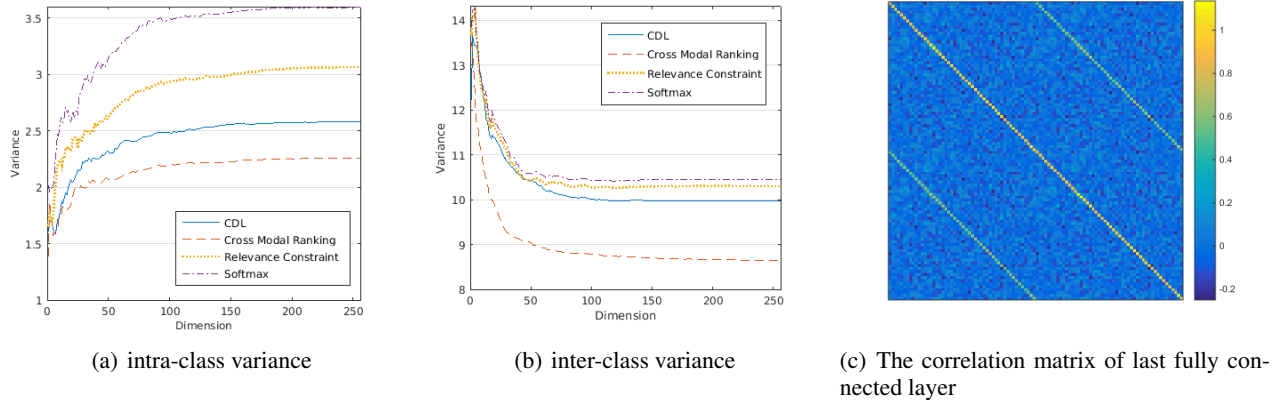 3.5
3
2.5
2
1.5
1
0
50
100
150
200
250
Variance
Dimension
CDL
Cross Modal Ranking
Relevance Constraint
Softmax
(a) intra-class variance
14
13
12
11
10
9
8
0
50
100
150
200
250
Variance
Dimension
CDL
Cross Modal Ranking
Relevance Constraint
Softmax
(b) inter-class variance
1
0.8
0.6
0.4
0.2
0
-0.2
(c) The correlation matrix of last fully con-
nected layer